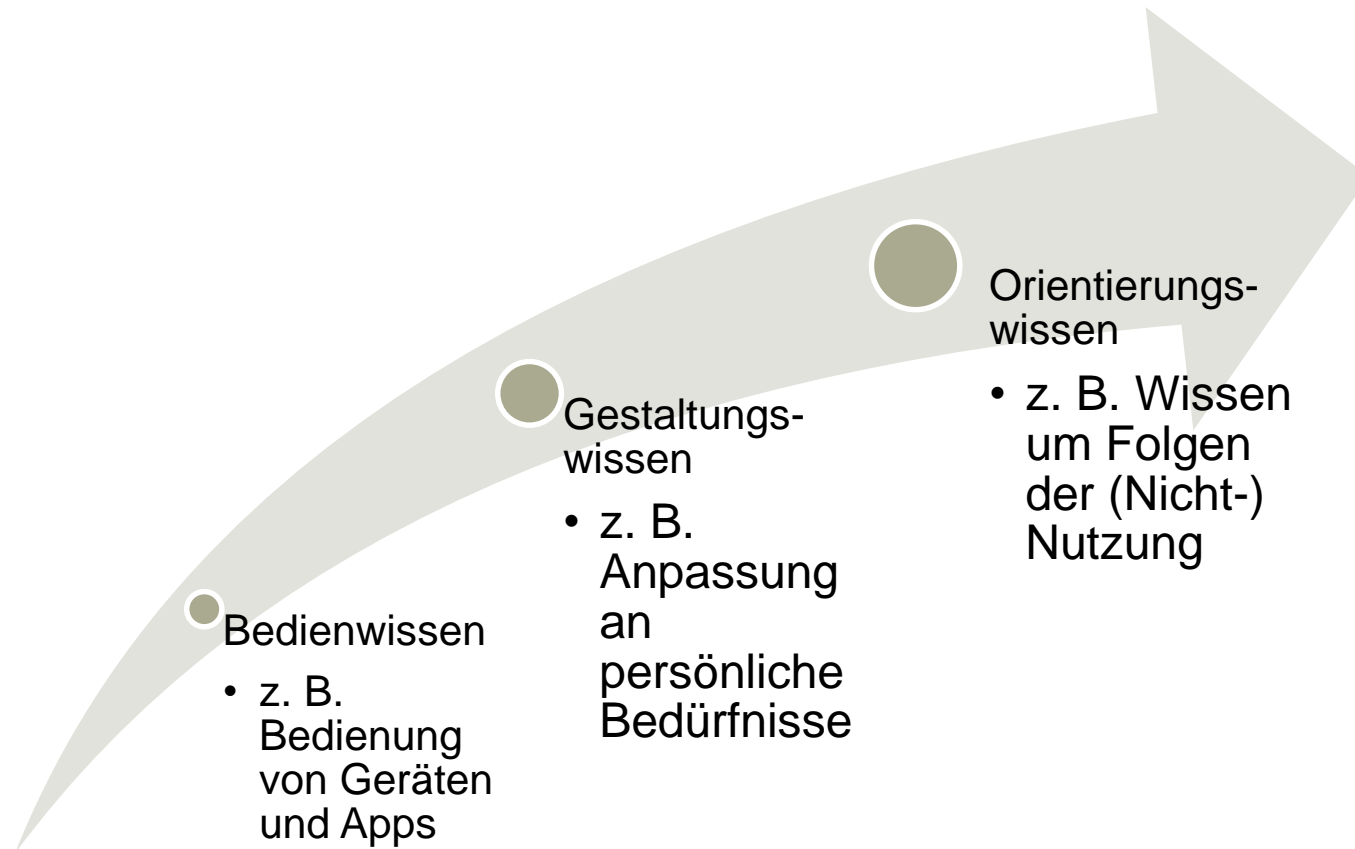 Bedienwissen
• z. B.
Bedienung
von Geräten
und Apps
Gestaltungs-
wissen
• z. B.
Anpassung
an
persönliche
Bedürfnisse
Orientierungs-
wissen
• z. B. Wissen
um Folgen
der (Nicht-)
Nutzung